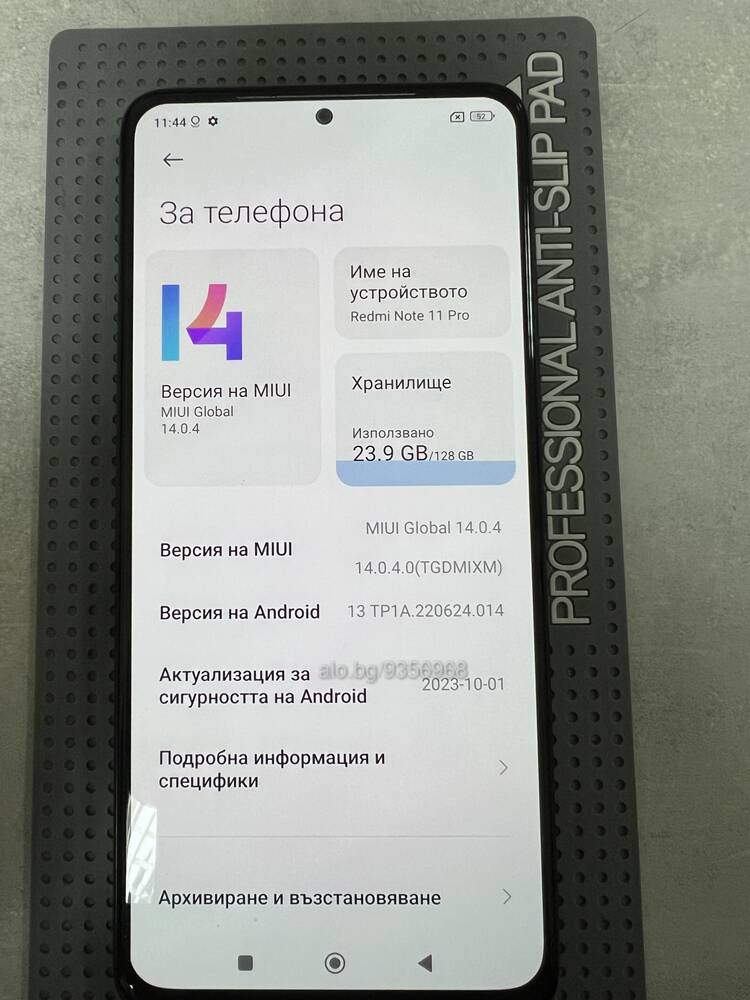 11:44
52
За телефона
14
Версия на MIUI
MIUI Global
14.0.4
Име на
устройството
Redmi Note 11 Pro
Хранилище
Използвано
23.9 GB/128 GB
Версия на MIUI
MIUI Global 14.0.4
14.0.4.0(TGDMIXM)
Версия на Android
13 TP1A.220624.014
Актуализация за
сигурността на Android
2023-10-01
alo.bg/9356968
Подробна информация и
специфики
Архивиране и възстановяване
PROFESSIONAL ANTI-SLIP PAD